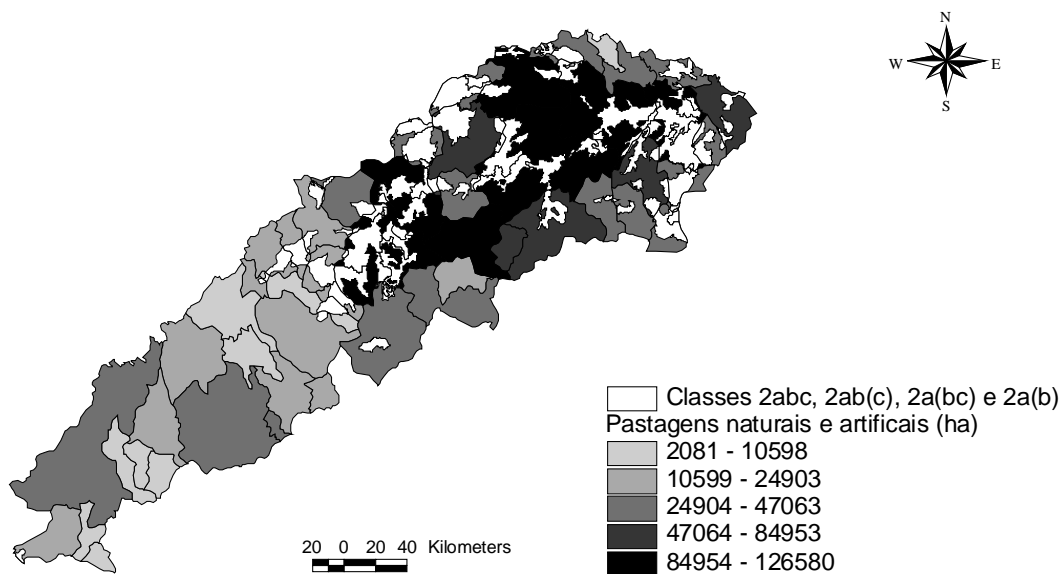 N
W E
S
Classes 2abc, 2ab(c), 2a(bc) e 2a(b)
Pastagens naturais e artificais (ha)
2081 - 10598
10599 - 24903
24904 - 47063
47064 - 84953
84954 - 126580
20 0 20 40 Kilometers